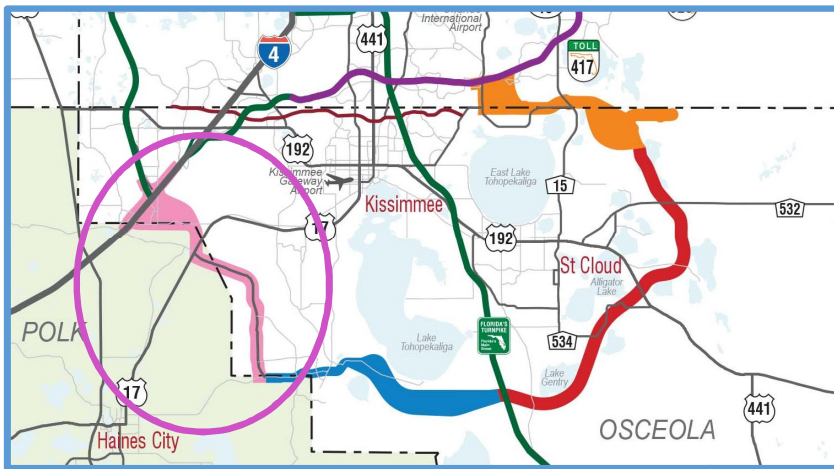 International
Airport
441
4
TOLL
417
192
Kissimmee
Gateway
Airport
East Lake
Tohopekaliga
15
Kissimmee
532
17
192
St Cloud
Alligator
Lake
POLK
FLORIDA'S
TURNPIKE
Lake
Tohopekaliga
534
Lake
Gentry
17
441
Haines City
OSCEOLA